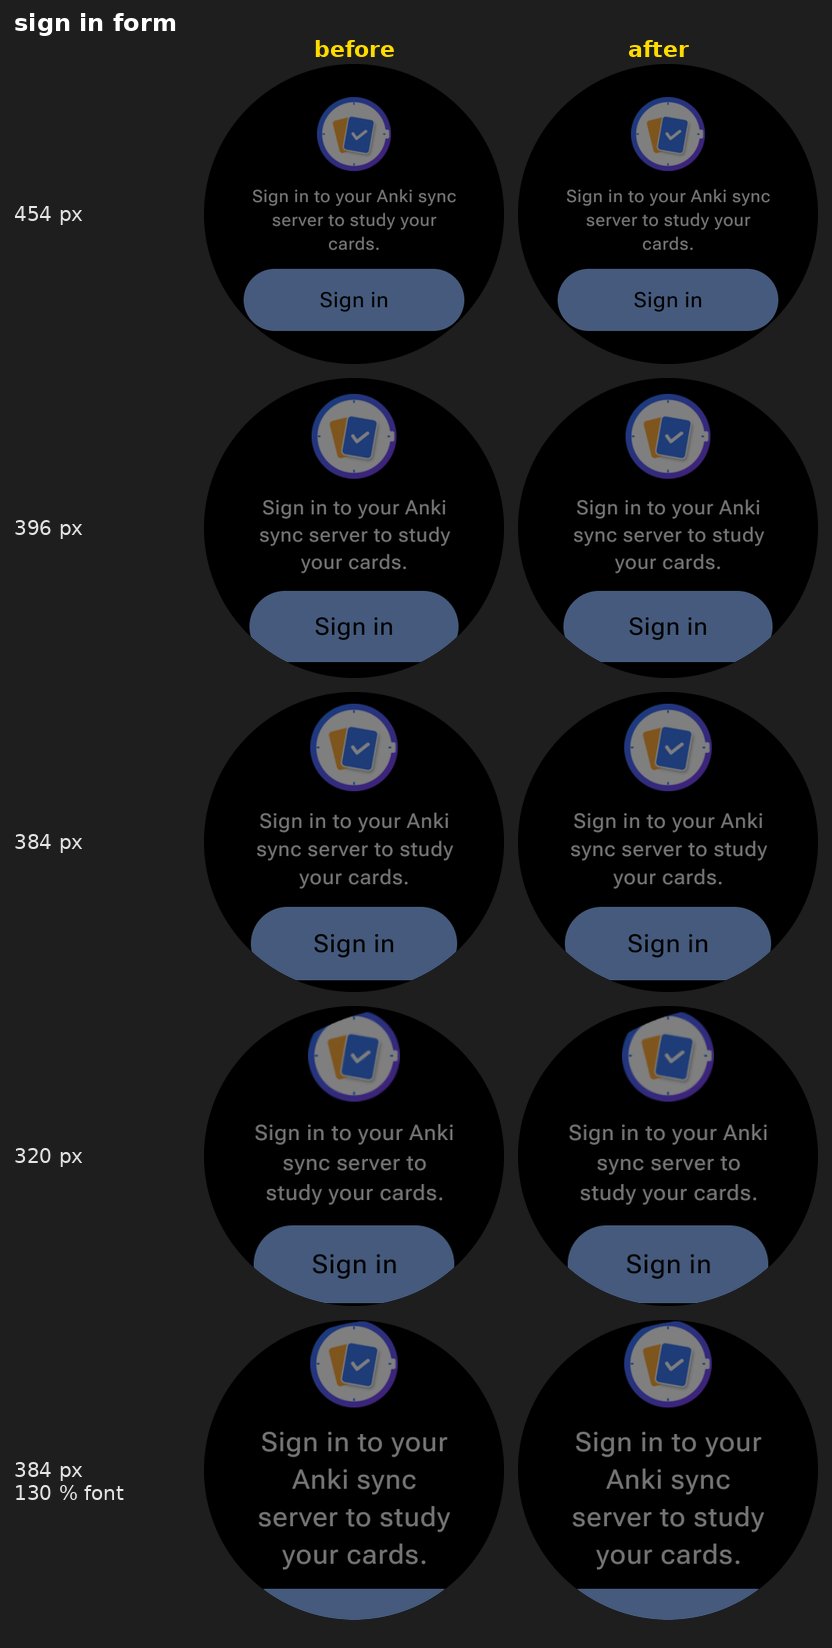 sign in form
before after
454 px
Sign in to your Anki sync
server to study your
cards.
Sign in
Sign in to your Anki sync
server to study your
cards.
Sign in
396 px
Sign in to your Anki
sync server to study
your cards.
Sign in
Sign in to your Anki
sync server to study
your cards.
Sign in
384 px
Sign in to your Anki
sync server to study
your cards.
Sign in
Sign in to your Anki
sync server to study
your cards.
Sign in
320 px
Sign in to your Anki
sync server to
study your cards.
Sign in
Sign in to your Anki
sync server to
study your cards.
Sign in
384 px
130 % font
Sign in to your
Anki sync
server to study
your cards.
Sign in to your
Anki sync
server to study
your cards.